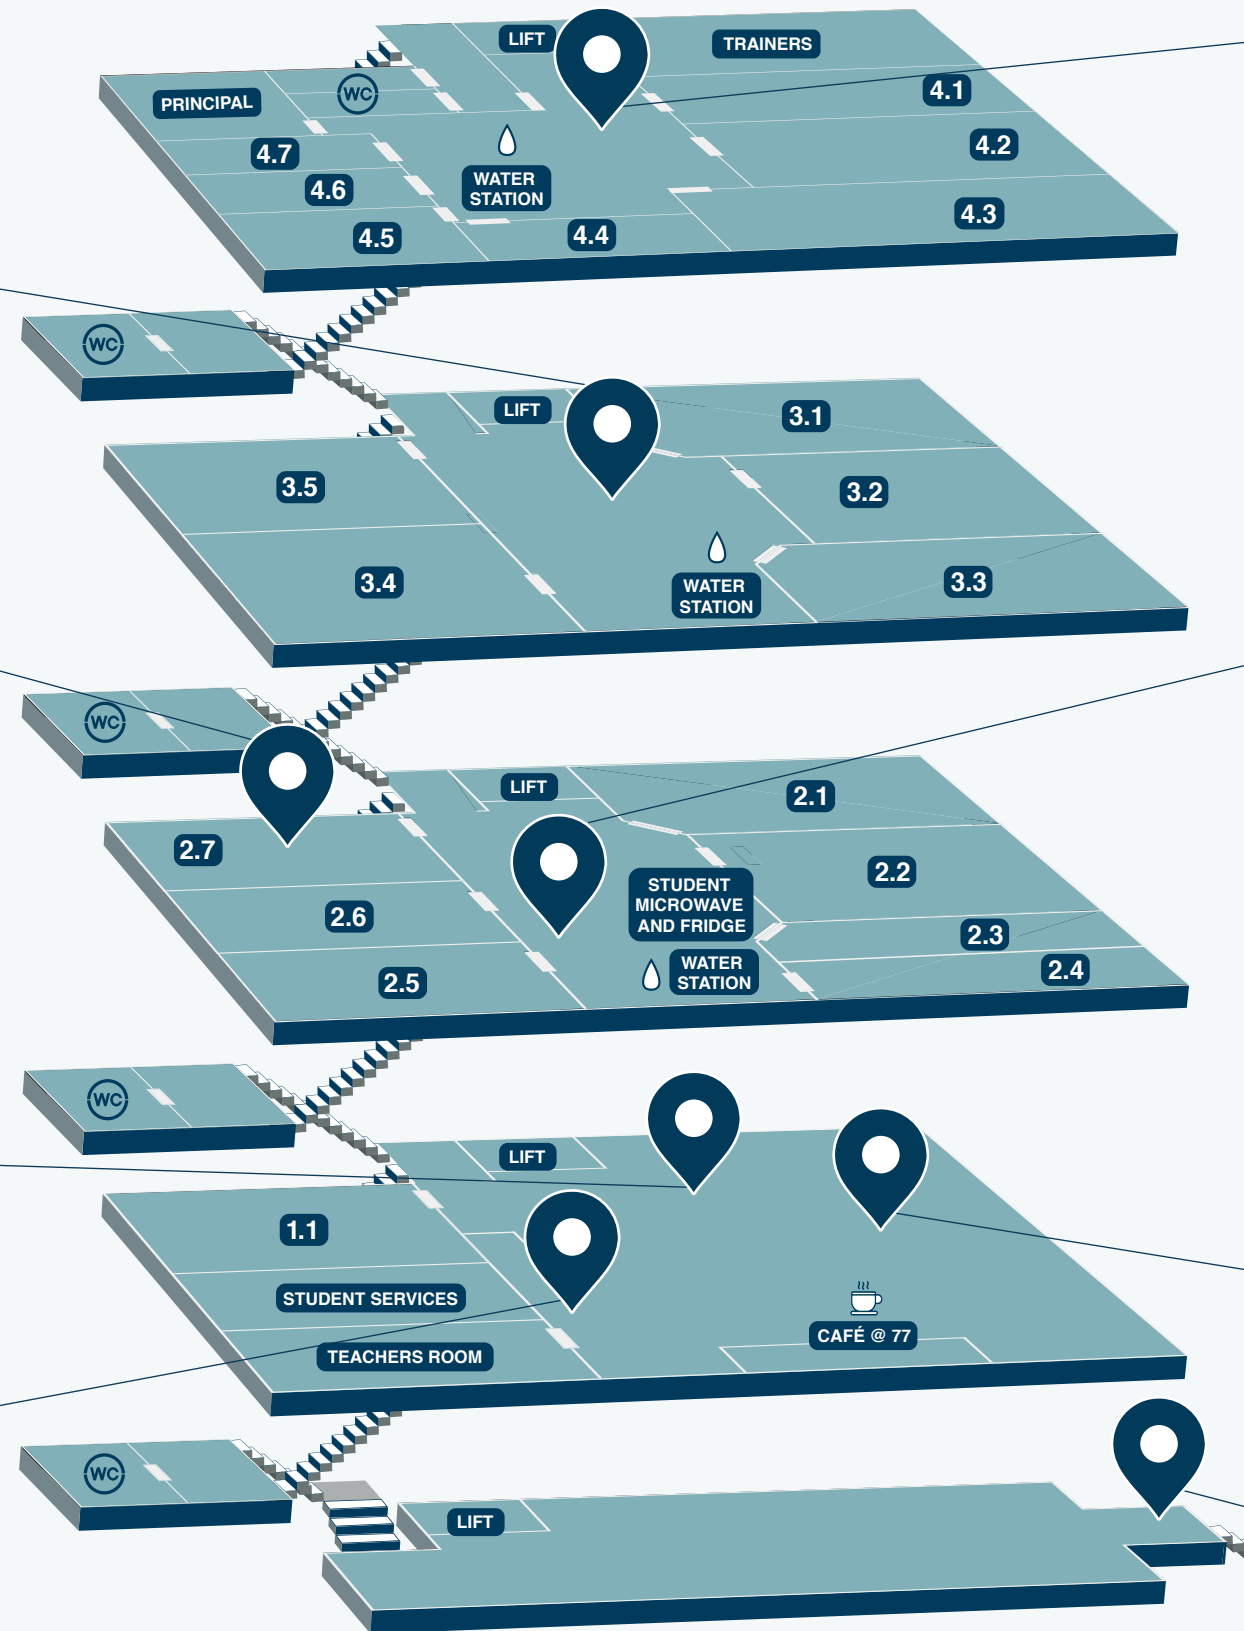 LIFT
TRAINERS
PRINCIPAL
WC
4.1
4.7
4.2
4.6
WATER
STATION
4.3
4.5
4.4
WC
LIFT
3.1
3.5
3.2
3.4
WATER
STATION
3.3
WC
LIFT
2.1
2.7
2.2
STUDENT
MICROWAVE
AND FRIDGE
2.6
2.3
WATER
STATION
2.4
2.5
WC
LIFT
1.1
STUDENT SERVICES
CAFÉ @ 77
TEACHERS ROOM
WC
LIFT